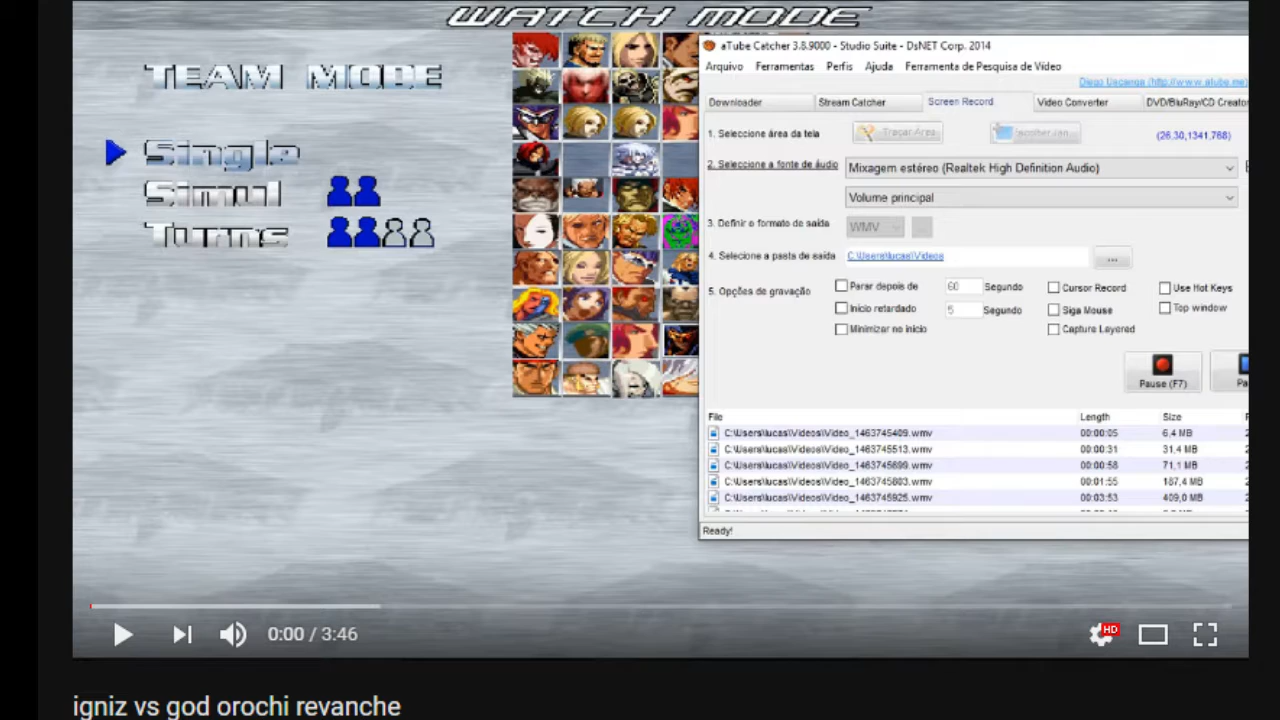 WATCH MODE
TEAM MODE
Single
Simul
Turns
aTube Catcher 3.8.9000 - Studio Suite - DsNET Corp. 2014
Arquivo Ferramentas Perfis Ajuda Ferramenta de Pesquisa de Vídeo
Downloader Stream Catcher Screen Record Video Converter DVD/BluRay/CD Creator
1. Seleccione área da tela Traçar Área (26,30,1341,768)
2. Seleccione a fonte de áudio Mixagem estéreo (Realtek High Definition Audio)
Volume principal
3. Definir o formato de saída WMV
4. Selecione a pasta de saída C:\Users\lucas\Videos ...
5. Opções de gravação Parar depois de 60 Segundo Cursor Record Use Hot Keys
Início retardado 5 Segundo Siga Mouse Top window
Minimizar no início Capture Layered
Pause (F7)
File Length Size
C:\Users\lucas\Videos\Video_1463745409.wmv 00:00:05 6,4 MB
C:\Users\lucas\Videos\Video_1463745513.wmv 00:00:31 31,4 MB
C:\Users\lucas\Videos\Video_1463745699.wmv 00:00:58 71,1 MB
C:\Users\lucas\Videos\Video_1463745803.wmv 00:01:55 187,4 MB
C:\Users\lucas\Videos\Video_1463745925.wmv 00:03:53 409,0 MB
Ready!
0:00 / 3:46
HD
igniz vs god orochi revanche